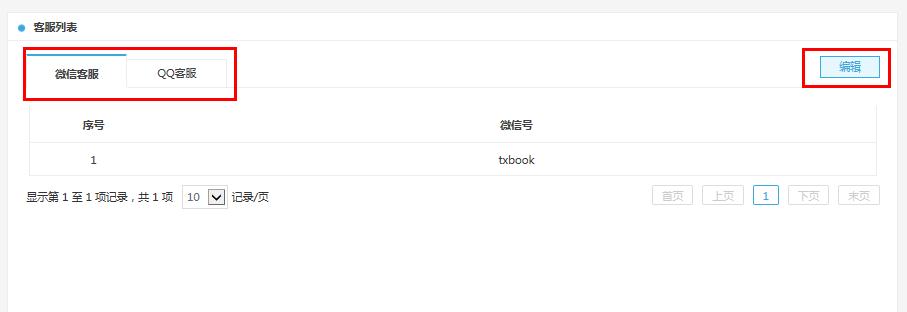 客服列表
微信客服 QQ客服 编辑
序号 微信号
1 txbook
显示第 1 至 1 项记录，共 1 项 10 记录/页 首页 上页 1 下页 末页